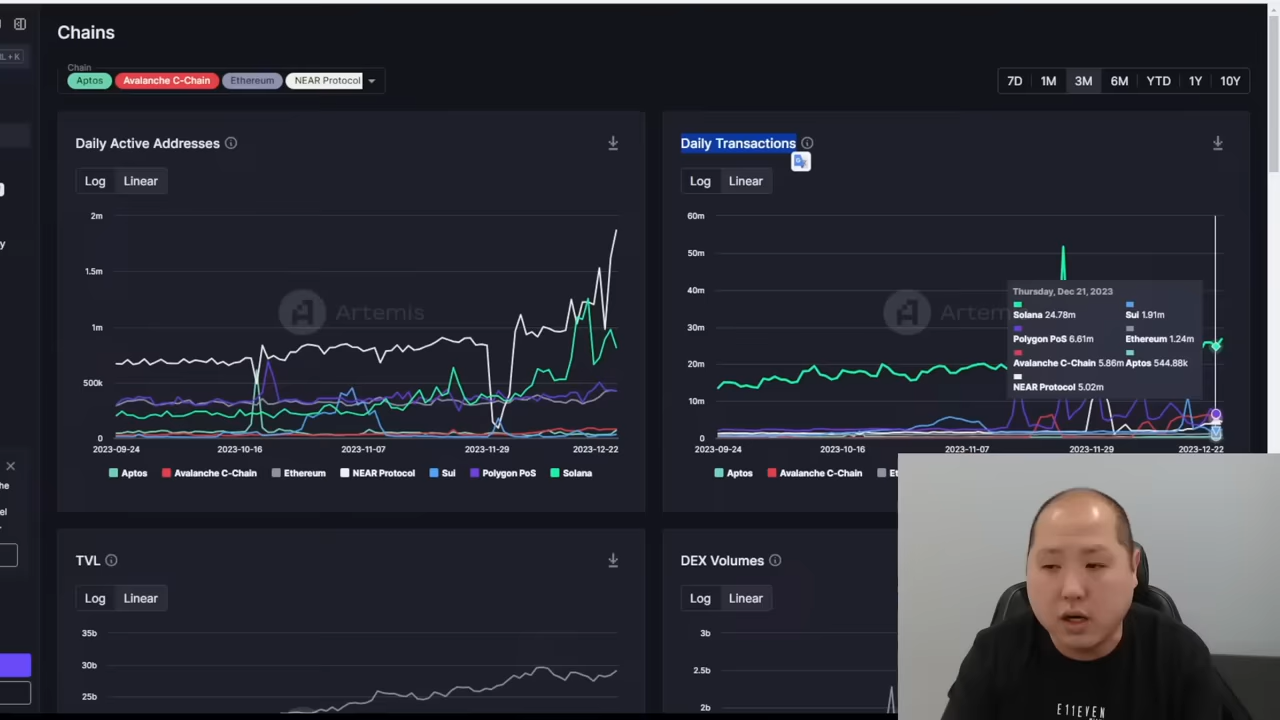 Chains
L + K
Chain
Aptos Avalanche C-Chain Ethereum NEAR Protocol
7D 1M 3M 6M YTD 1Y 10Y
Daily Active Addresses
Log Linear
2m
1.5m
1m
500k
0
Artemis
2023-09-24 2023-10-16 2023-11-07 2023-11-29 2023-12-22
Aptos Avalanche C-Chain Ethereum NEAR Protocol Sui Polygon PoS Solana
Daily Transactions
Log Linear
60m
50m
40m
30m
20m
10m
0
Artem
Thursday, Dec 21, 2023
Solana 24.78m Sui 1.91m
Polygon PoS 6.61m Ethereum 1.24m
Avalanche C-Chain 5.86m Aptos 544.88k
NEAR Protocol 5.02m
2023-09-24 2023-10-16 2023-11-07 2023-11-29 2023-12-22
Aptos Avalanche C-Chain Et
TVL
Log Linear
35b
30b
25b
DEX Volumes
Log Linear
3b
2.5b
2b
y
he
el
E11EVEN